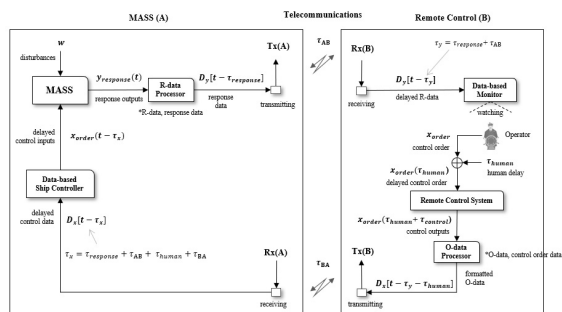 MASS (A)
Telecommunications
Remote Control (B)
w
disturbances
MASS
y_response(t)
response outputs
R-data
Processor
*R-data, response data
D_y[t − τ_response]
response
data
Tx(A)
transmitting
τ_AB
Rx(B)
receiving
τ_y = τ_response + τ_AB
D_y[t − τ_y]
delayed R-data
Data-based
Monitor
watching
Operator
x_order
control order
τ_human
human delay
x_order(τ_human)
delayed control order
Remote Control System
x_order(τ_human + τ_control)
control outputs
O-data
Processor
*O-data, control order data
formatted
O-data
D_x[t − τ_y − τ_human]
Tx(B)
transmitting
τ_BA
Rx(A)
receiving
delayed
control inputs
x_order(t − τ_x)
Data-based
Ship Controller
delayed
control data
D_x[t − τ_x]
τ_x = τ_response + τ_AB + τ_human + τ_BA